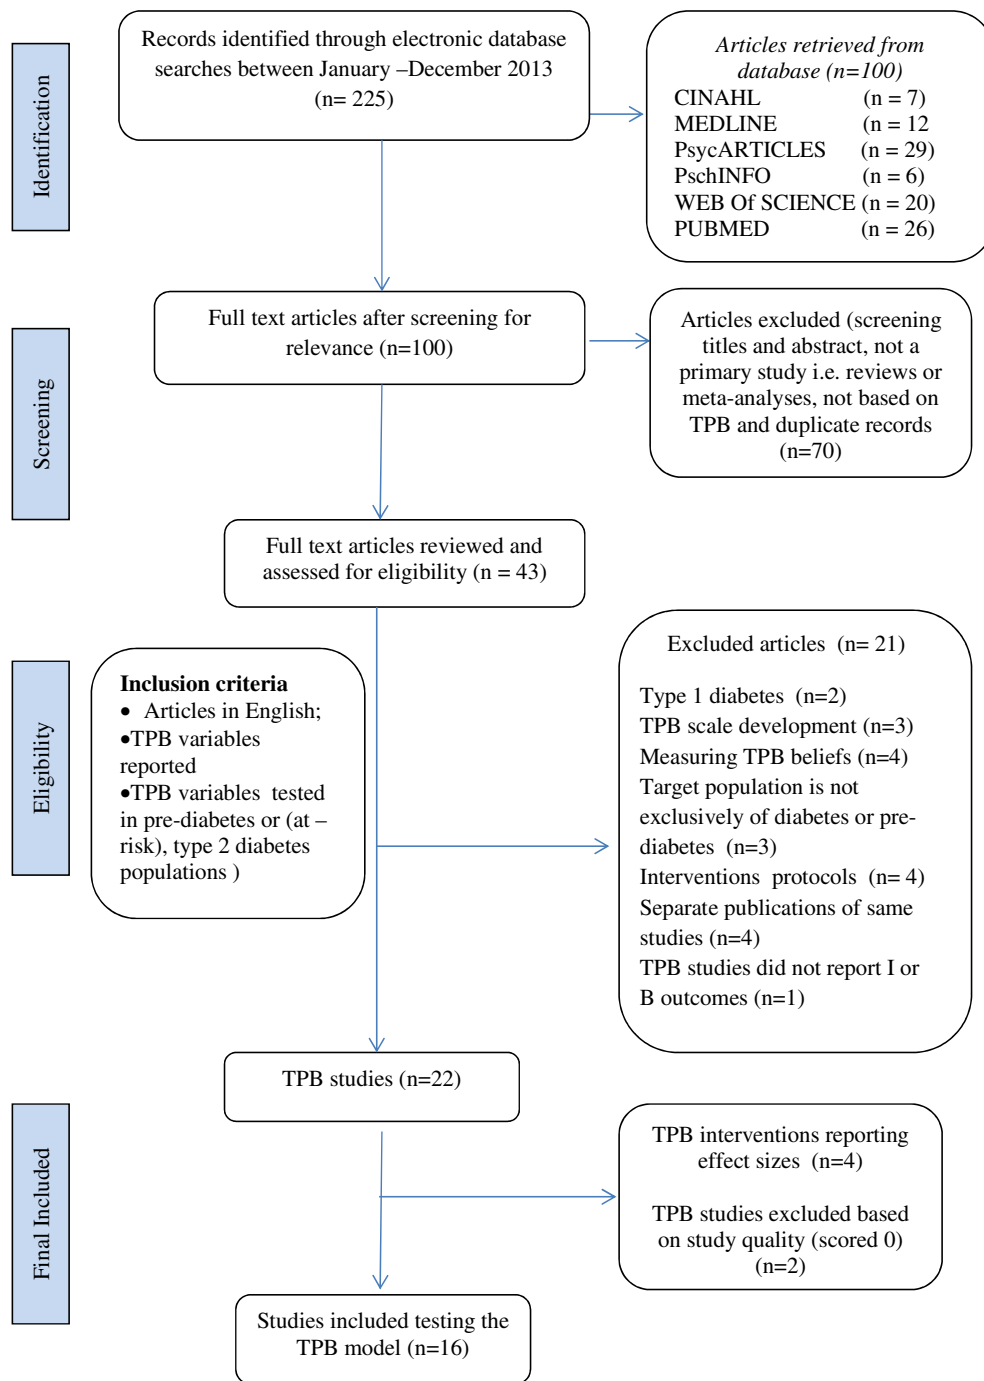 Identification
Records identified through electronic database
searches between January –December 2013
(n= 225)
Articles retrieved from
database (n=100)
CINAHL (n = 7)
MEDLINE (n = 12
PsycARTICLES (n = 29)
PschINFO (n = 6)
WEB Of SCIENCE (n = 20)
PUBMED (n = 26)
Screening
Full text articles after screening for
relevance (n=100)
Articles excluded (screening
titles and abstract, not a
primary study i.e. reviews or
meta-analyses, not based on
TPB and duplicate records
(n=70)
Full text articles reviewed and
assessed for eligibility (n = 43)
Eligibility
Inclusion criteria
• Articles in English;
•TPB variables
reported
•TPB variables tested
in pre-diabetes or (at –
risk), type 2 diabetes
populations )
Excluded articles (n= 21)
Type 1 diabetes (n=2)
TPB scale development (n=3)
Measuring TPB beliefs (n=4)
Target population is not
exclusively of diabetes or pre-
diabetes (n=3)
Interventions protocols (n= 4)
Separate publications of same
studies (n=4)
TPB studies did not report I or
B outcomes (n=1)
TPB studies (n=22)
Final Included
TPB interventions reporting
effect sizes (n=4)
TPB studies excluded based
on study quality (scored 0)
(n=2)
Studies included testing the
TPB model (n=16)